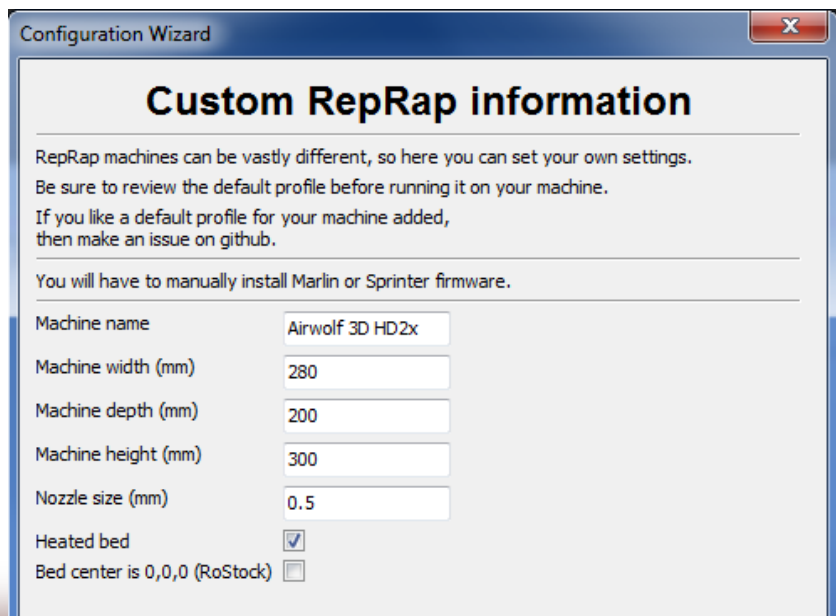 Configuration Wizard
Custom RepRap information
RepRap machines can be vastly different, so here you can set your own settings.
Be sure to review the default profile before running it on your machine.
If you like a default profile for your machine added,
then make an issue on github.
You will have to manually install Marlin or Sprinter firmware.
Machine name Airwolf 3D HD2x
Machine width (mm) 280
Machine depth (mm) 200
Machine height (mm) 300
Nozzle size (mm) 0.5
Heated bed
Bed center is 0,0,0 (RoStock)